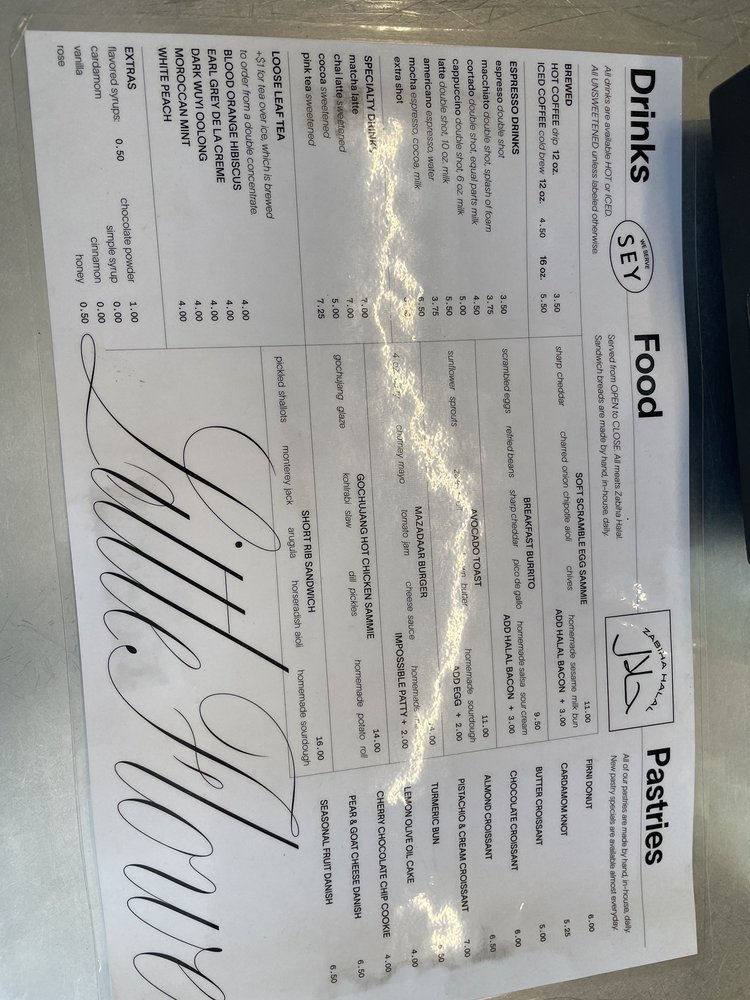 Drinks
WE SERVE
SEY
All drinks are available HOT or ICED.
All UNSWEETENED unless labeled otherwise.
BREWED
HOT COFFEE drip 12 oz. 3.50
ICED COFFEE cold brew 12 oz. 4.50 16 oz. 5.50
ESPRESSO DRINKS
espresso double shot 3.50
macchiato double shot, splash of foam 3.75
cortado double shot, equal parts milk 4.50
cappuccino double shot, 6 oz. milk 5.00
latte double shot, 10 oz. milk 5.50
americano espresso, water 3.75
mocha espresso, cocoa, milk 6.50
extra shot
SPECIALTY DRINKS
matcha latte 7.00
chai latte sweetened 7.00
cocoa sweetened 5.00
pink tea sweetened 7.25
LOOSE LEAF TEA
+$1 for tea over ice, which is brewed
to order from a double concentrate.
BLOOD ORANGE HIBISCUS 4.00
EARL GREY DE LA CREME 4.00
DARK WUYI OOLONG 4.00
MOROCCAN MINT 4.00
WHITE PEACH 4.00
EXTRAS
flavored syrups: 0.50 chocolate powder 1.00
cardamom simple syrup 0.00
vanilla cinnamon 0.00
rose honey 0.50
Food
Served from OPEN to CLOSE. All meats Zabiha Halal.
Sandwich breads are made by hand, in-house, daily.
ZABIHA HALAL
SOFT SCRAMBLE EGG SAMMIE 11.00
sharp cheddar charred onion chipotle aioli chives homemade sesame milk bun
ADD HALAL BACON + 3.00
BREAKFAST BURRITO 9.50
scrambled eggs refried beans sharp cheddar pico de gallo homemade salsa sour cream
ADD HALAL BACON + 3.00
AVOCADO TOAST 11.00
sunflower sprouts butter homemade sourdough
ADD EGG + 2.00
MAZADAAR BURGER 14.00
4 oz. chutney mayo tomato jam cheese sauce homemade
IMPOSSIBLE PATTY + 2.00
GOCHUJANG HOT CHICKEN SAMMIE 14.00
gochujang glaze kohlrabi slaw dill pickles homemade potato roll
SHORT RIB SANDWICH 16.00
pickled shallots monterey jack arugula horseradish aioli homemade sourdough
Pastries
All of our pastries are made by hand, in-house, daily.
New pastry specials are available almost everyday.
FIRNI DONUT 6.00
CARDAMOM KNOT 5.25
BUTTER CROISSANT 5.00
CHOCOLATE CROISSANT 6.00
ALMOND CROISSANT 6.50
PISTACHIO & CREAM CROISSANT 7.00
TURMERIC BUN
LEMON OLIVE OIL CAKE 4.00
CHERRY CHOCOLATE CHIP COOKIE 4.00
PEAR & GOAT CHEESE DANISH 6.50
SEASONAL FRUIT DANISH 6.50
Little Flower